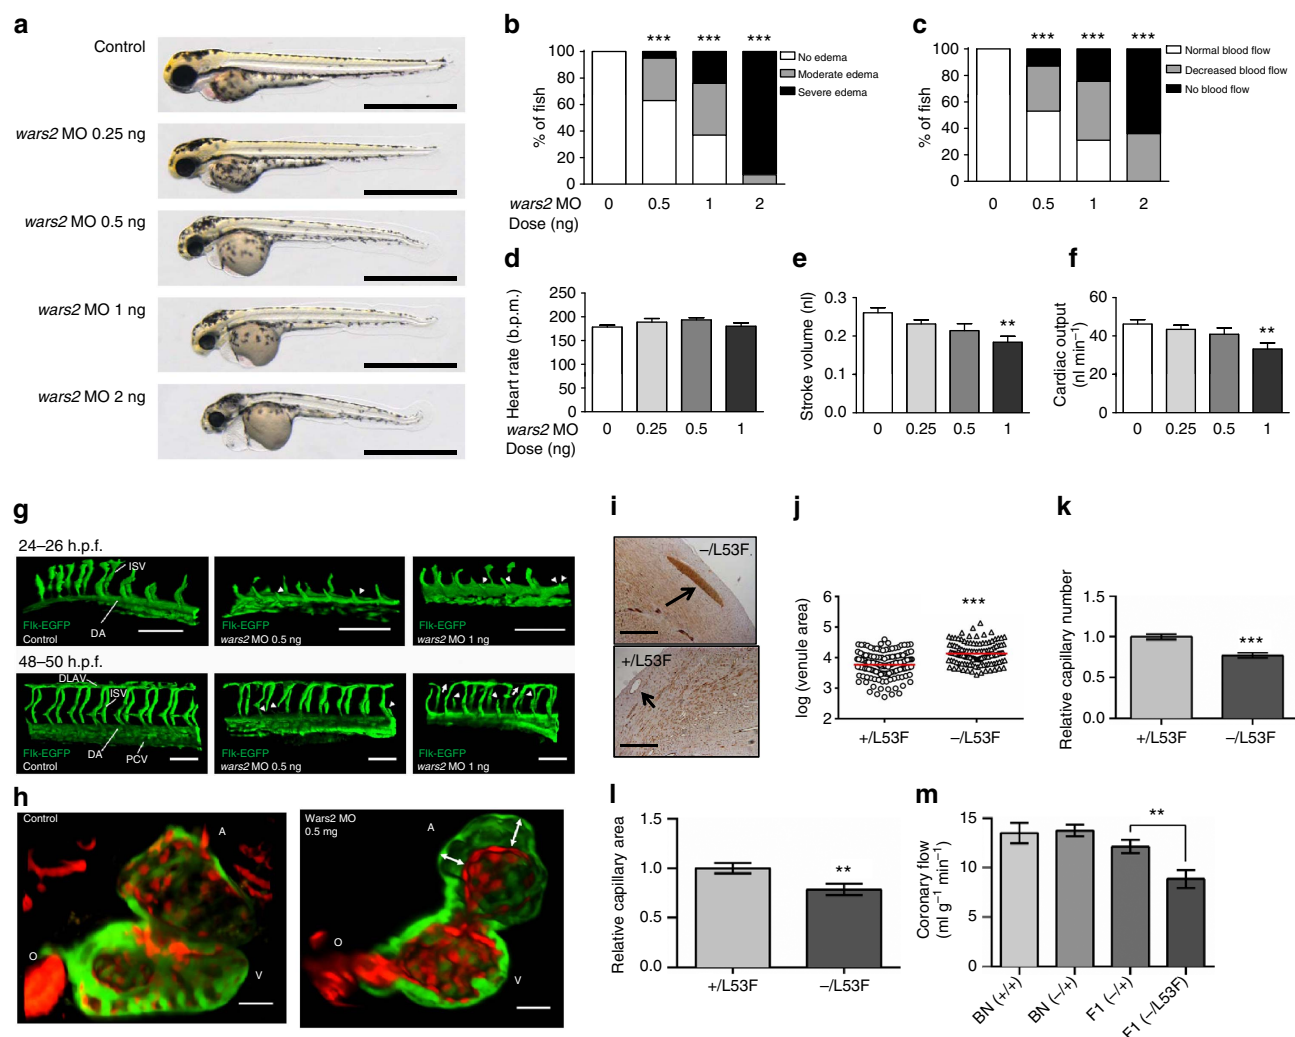 a
Control
wars2 MO 0.25 ng
wars2 MO 0.5 ng
wars2 MO 1 ng
wars2 MO 2 ng
b
*** *** ***
% of fish
100
80
60
40
20
0
No edema
Moderate edema
Severe edema
wars2 MO 0 0.5 1 2
Dose (ng)
c
*** *** ***
% of fish
100
80
60
40
20
0
Normal blood flow
Decreased blood flow
No blood flow
0 0.5 1 2
d
Heart rate (b.p.m.)
250
200
150
100
50
0
wars2 MO 0 0.25 0.5 1
Dose (ng)
e
Stroke volume (nl)
0.3
0.2
0.1
0.0
**
0 0.25 0.5 1
f
Cardiac output
(nl min−1)
60
40
20
0
**
0 0.25 0.5 1
g
24–26 h.p.f.
ISV
DA
Flk-EGFP
Control
Flk-EGFP
wars2 MO 0.5 ng
Flk-EGFP
wars2 MO 1 ng
48–50 h.p.f.
DLAV
ISV
DA
PCV
Flk-EGFP
Control
Flk-EGFP
wars2 MO 0.5 ng
Flk-EGFP
wars2 MO 1 ng
h
Control
A
O
V
Wars2 MO
0.5 mg
A
O
V
i
−/L53F
+/L53F
j
log (venule area)
6
5
4
3
2
***
+/L53F −/L53F
k
Relative capillary number
1.5
1.0
0.5
0.0
***
+/L53F −/L53F
l
Relative capillary area
1.5
1.0
0.5
0.0
**
+/L53F −/L53F
m
Coronary flow
(ml g−1 min−1)
15
10
5
0
**
BN (+/+)
BN (−/+)
F1 (−/+)
F1 (−/L53F)